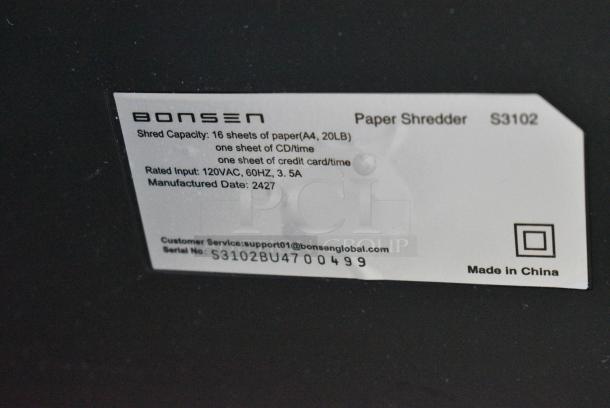 BONSEN Paper Shredder S3102
Shred Capacity: 16 sheets of paper(A4, 20LB)
one sheet of CD/time
one sheet of credit card/time
Rated Input: 120VAC, 60HZ, 3. 5A
Manufactured Date: 2427
PCI
GROUP
Customer Service:support01@bonsenglobal.com
Serial No: S3102BU4700499
Made in China